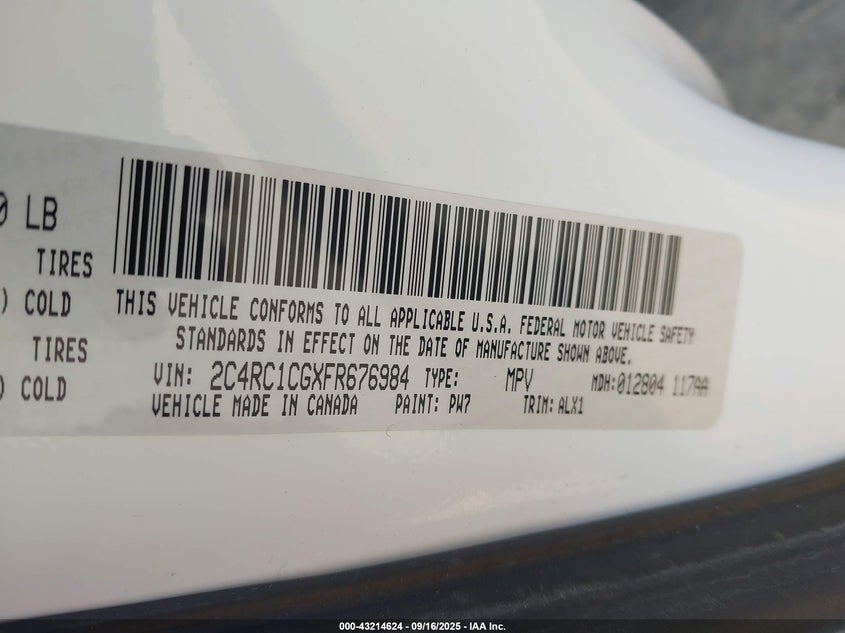 0 LB
TIRES
) COLD
TIRES
) COLD
THIS VEHICLE CONFORMS TO ALL APPLICABLE U.S.A. FEDERAL MOTOR VEHICLE SAFETY
STANDARDS IN EFFECT ON THE DATE OF MANUFACTURE SHOWN ABOVE.
VIN: 2C4RC1CGXFR676984 TYPE: MPV MDH:012804 117AA
VEHICLE MADE IN CANADA PAINT: PW7 TRIM: ALX1
000-43214624 - 09/16/2025 - IAA Inc.